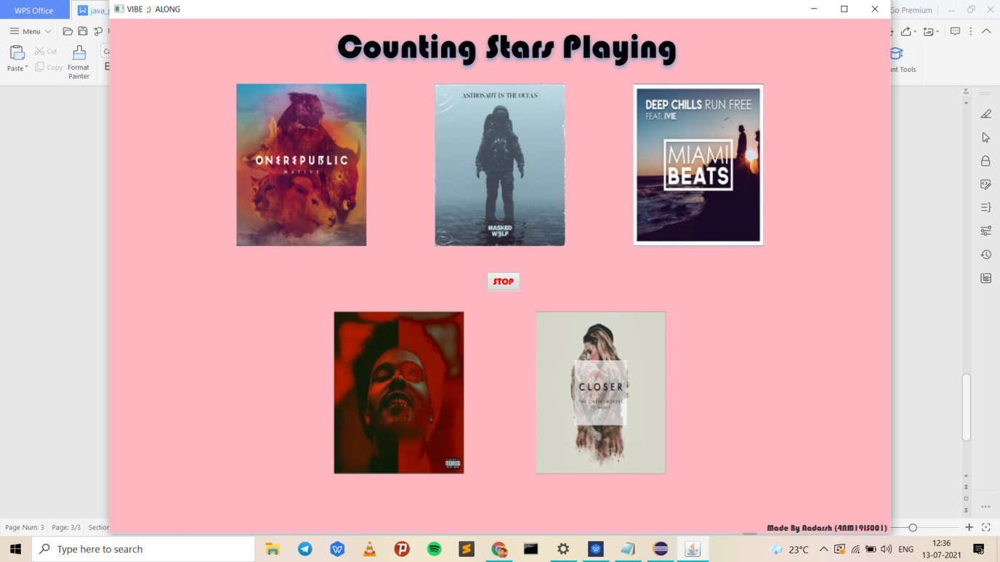 WPS Office
java_p
VIBE ;) ALONG
Go Premium
Menu
Paste
Cut
Copy
Format
Painter
Ca
B
ent Tools
Counting Stars Playing
ONEREPUBLIC
NATIVE
ASTRONAUT IN THE OCEAN
MASKED
WOLF
DEEP CHILLS RUN FREE
FEAT. IVIE
MIAMI
BEATS
STOP
CLOSER
THE CHAINSMOKERS
FT. HALSEY
Made By Aadarsh (4NM19IS001)
Page Num: 3 Page: 3/3 Section
Type here to search
23°C
ENG
12:36
13-07-2021